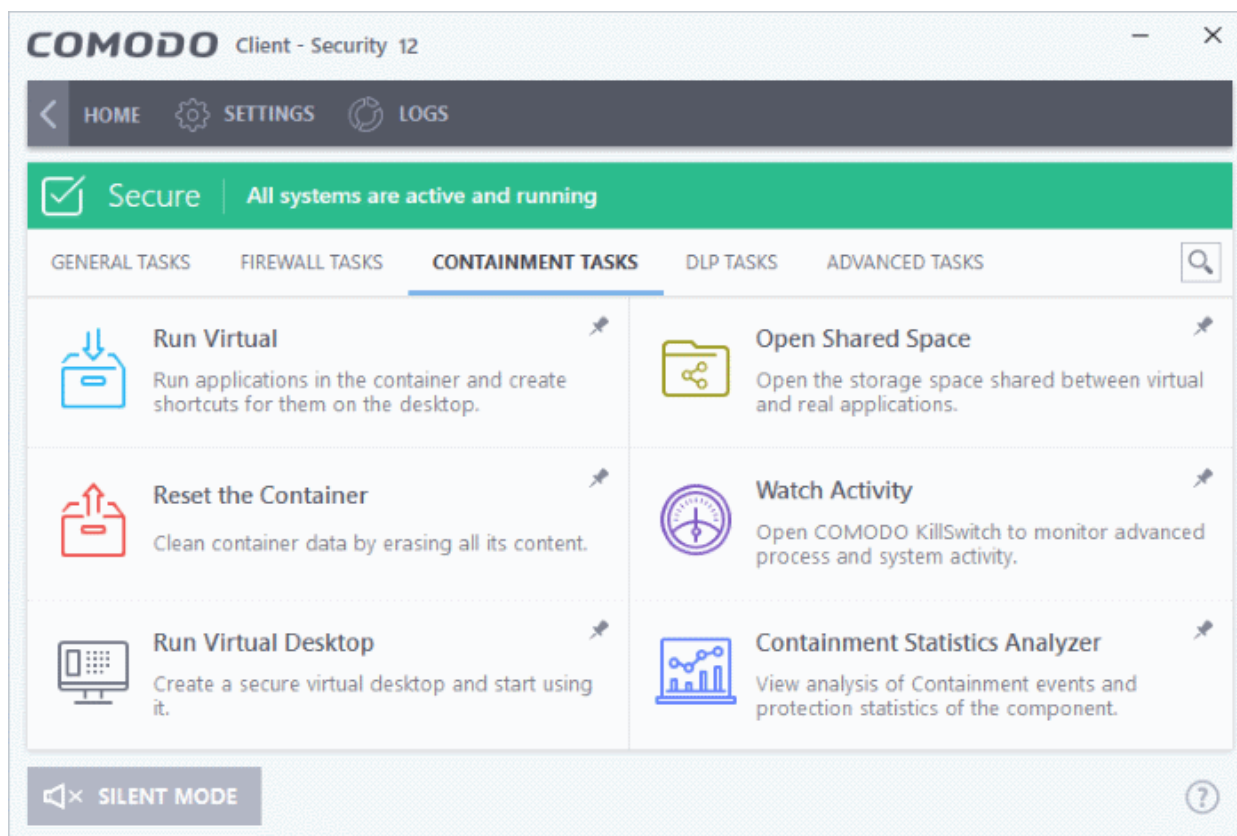 COMODO Client - Security 12
HOME SETTINGS LOGS
Secure All systems are active and running
GENERAL TASKS FIREWALL TASKS CONTAINMENT TASKS DLP TASKS ADVANCED TASKS
Run Virtual
Run applications in the container and create
shortcuts for them on the desktop.
Open Shared Space
Open the storage space shared between virtual
and real applications.
Reset the Container
Clean container data by erasing all its content.
Watch Activity
Open COMODO KillSwitch to monitor advanced
process and system activity.
Run Virtual Desktop
Create a secure virtual desktop and start using
it.
Containment Statistics Analyzer
View analysis of Containment events and
protection statistics of the component.
SILENT MODE
?